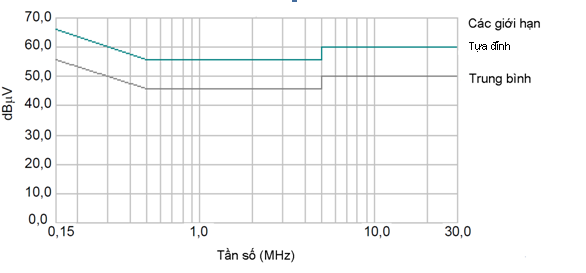 70,0
60.0
50.0
40.0
30,0
20,0
10,0
0,0
dBµV
0,15
1,0
10,0
30,0
Tần số (MHz)
Các giới hạn
Tựa đỉnh
Trung bình